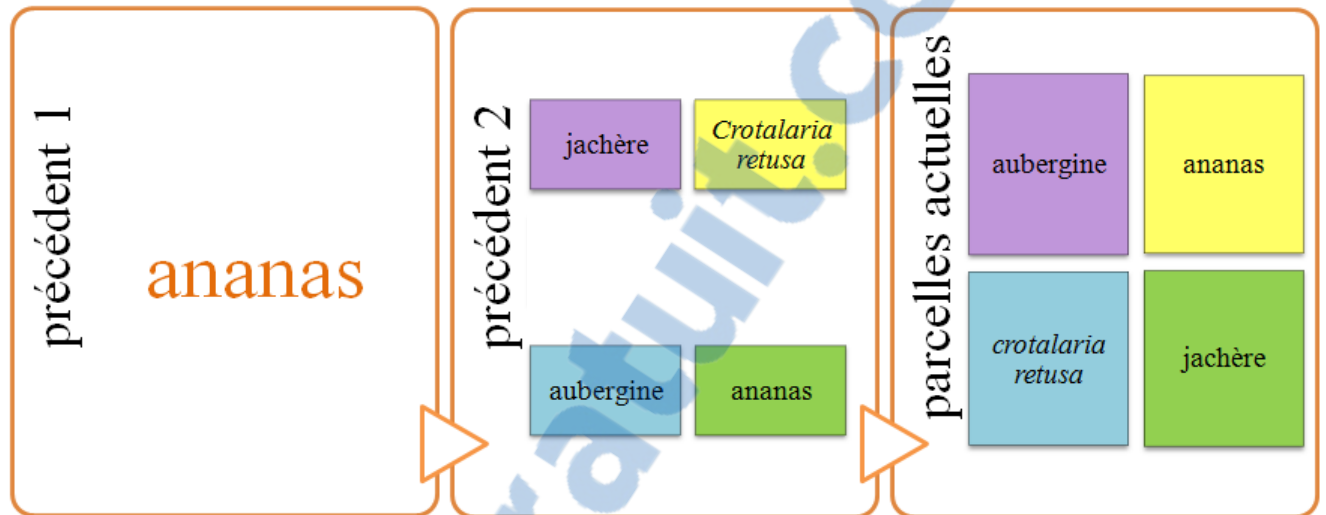 précédent 1
ananas
précédent 2
jachère
Crotalaria
retusa
aubergine
ananas
parcelles actuelles
aubergine
ananas
crotalaria
retusa
jachère